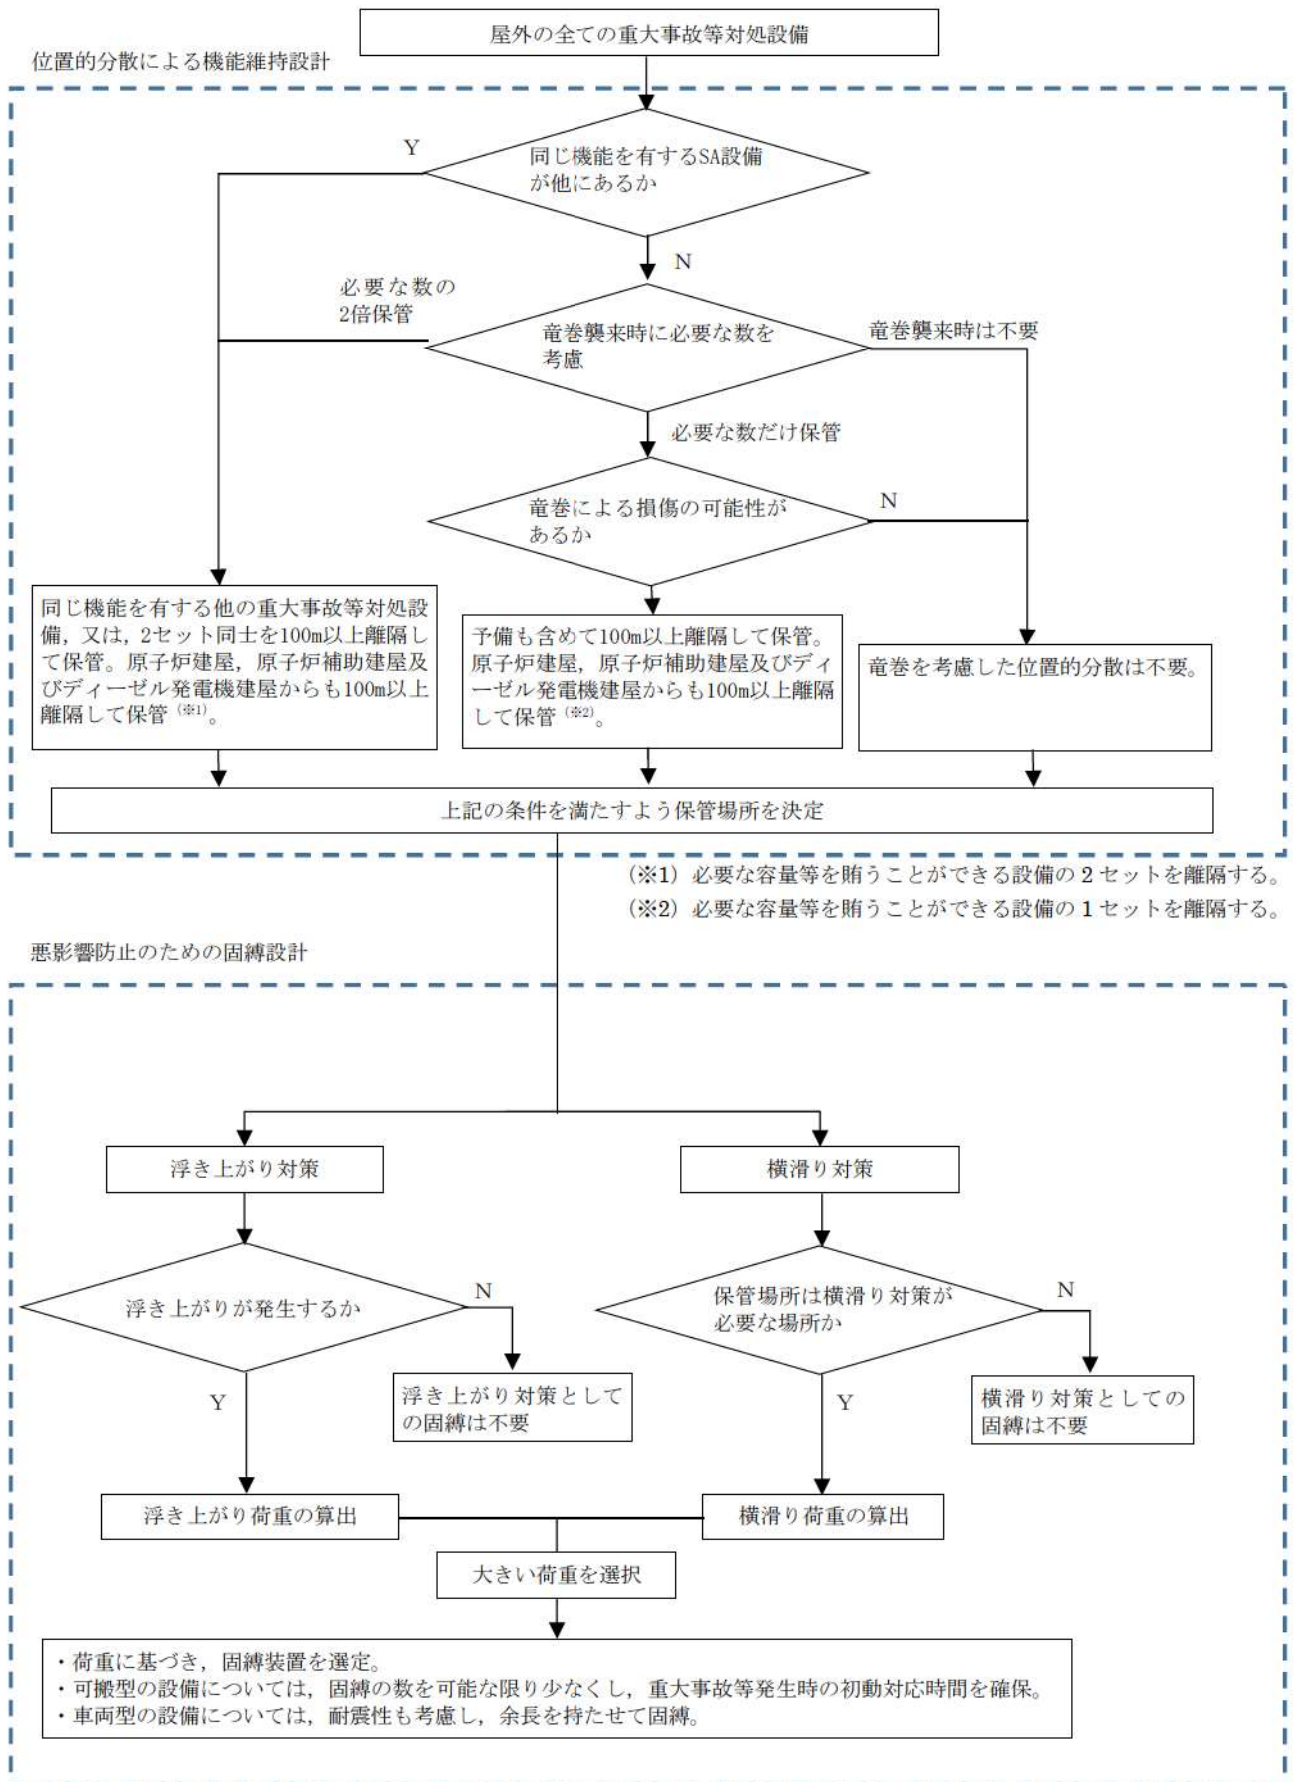 屋外の全ての重大事故等対処設備
位置的分散による機能維持設計
Y
同じ機能を有するSA設備
が他にあるか
N
必要な数の
2倍保管
竜巻襲来時に必要な数を
考慮
竜巻襲来時は不要
必要な数だけ保管
竜巻による損傷の可能性が
あるか
N
同じ機能を有する他の重大事故等対処設
備，又は，2セット同士を100m以上離隔し
て保管。原子炉建屋，原子炉補助建屋及
びディーゼル発電機建屋からも100m以上
離隔して保管（※1）。
予備も含めて100m以上離隔して保管。
原子炉建屋，原子炉補助建屋及びディ
ーゼル発電機建屋からも100m以上離隔
して保管（※2）。
竜巻を考慮した位置的分散は不要。
上記の条件を満たすよう保管場所を決定
（※1）必要な容量等を賄うことができる設備の 2 セットを離隔する。
（※2）必要な容量等を賄うことができる設備の 1 セットを離隔する。
悪影響防止のための固縛設計
浮き上がり対策
横滑り対策
浮き上がりが発生するか
N
保管場所は横滑り対策が
必要な場所か
N
Y
浮き上がり対策として
の固縛は不要
Y
横滑り対策としての
固縛は不要
浮き上がり荷重の算出
横滑り荷重の算出
大きい荷重を選択
・荷重に基づき，固縛装置を選定。
・可搬型の設備については，固縛の数を可能な限り少なくし，重大事故等発生時の初動対応時間を確保。
・車両型の設備については，耐震性も考慮し，余長を持たせて固縛。